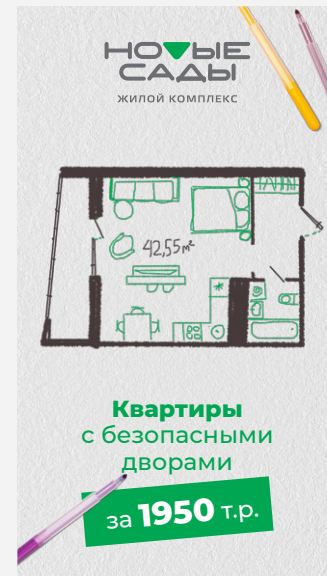 НОВЫЕ
САДЫ
ЖИЛОЙ КОМПЛЕКС
42,55 м²
Квартиры
с безопасными
дворами
за 1950 т.р.